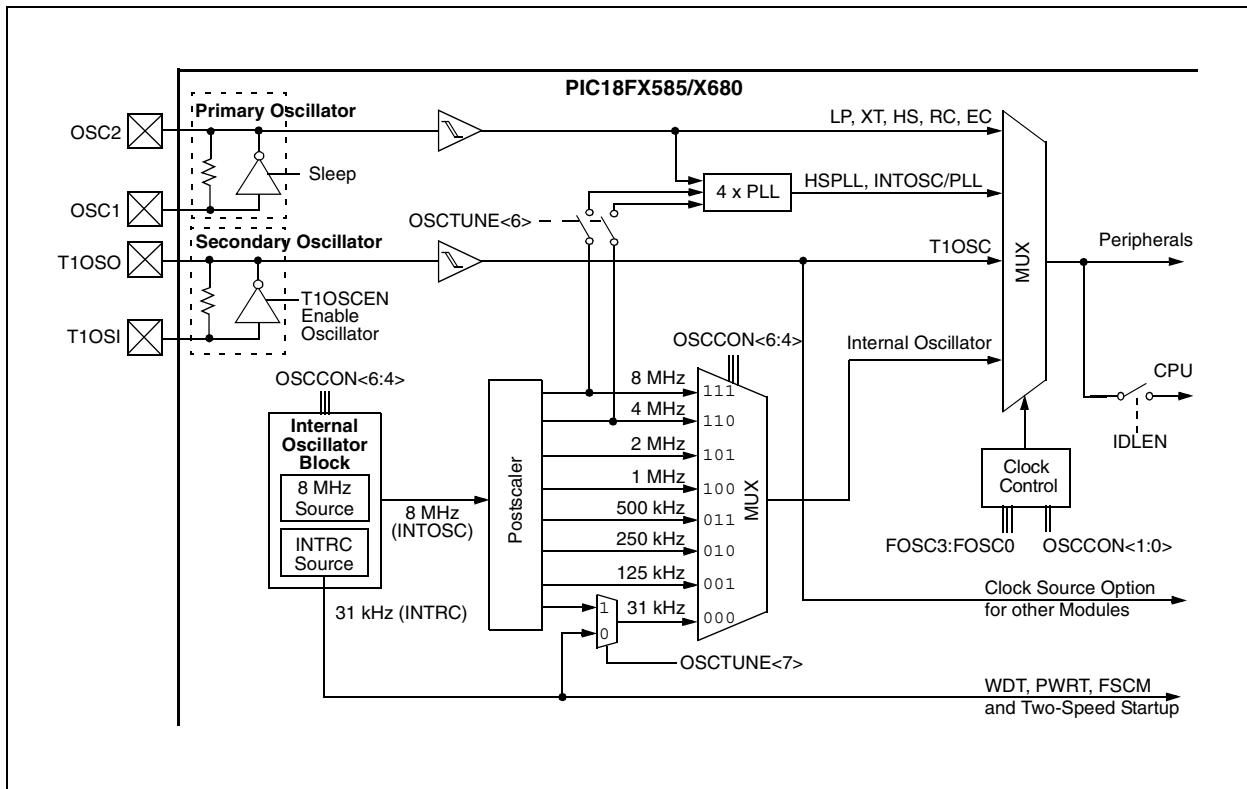 PIC18FX585/X680
Primary Oscillator
OSC2
LP, XT, HS, RC, EC
Sleep
4 x PLL
HSPLL, INTOSC/PLL
OSC1
OSCTUNE<6>
Secondary Oscillator
T1OSO
T1OSC
Peripherals
MUX
T1OSCEN
Enable
Oscillator
T1OSI
OSCCON<6:4>
Internal Oscillator
OSCCON<6:4>
CPU
IDLEN
Internal
Oscillator
Block
8 MHz
Source
INTRC
Source
8 MHz
(INTOSC)
31 kHz (INTRC)
Postscaler
8 MHz
111
4 MHz
110
2 MHz
101
1 MHz
100
500 kHz
011
250 kHz
010
125 kHz
001
1
0
31 kHz
000
MUX
OSCTUNE<7>
Clock
Control
FOSC3:FOSC0
OSCCON<1:0>
Clock Source Option
for other Modules
WDT, PWRT, FSCM
and Two-Speed Startup